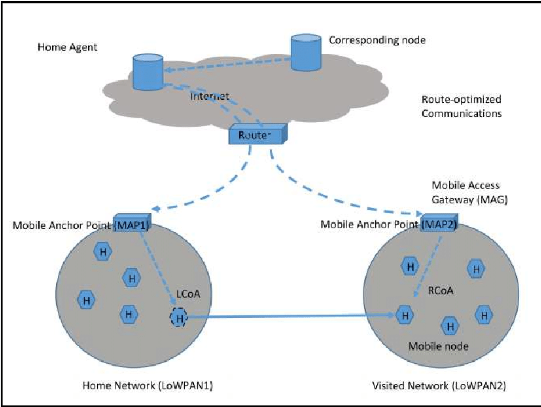 Corresponding node
Home Agent
Internet
Route-optimized
Communications
Router
Mobile Access
Gateway (MAG)
Mobile Anchor Point (MAP1)
Mobile Anchor Point (MAP2)
H
H
H
H
LCoA
H
H
H
RCoA
H
H
H
Mobile node
Home Network (LoWPAN1)
Visited Network (LoWPAN2)